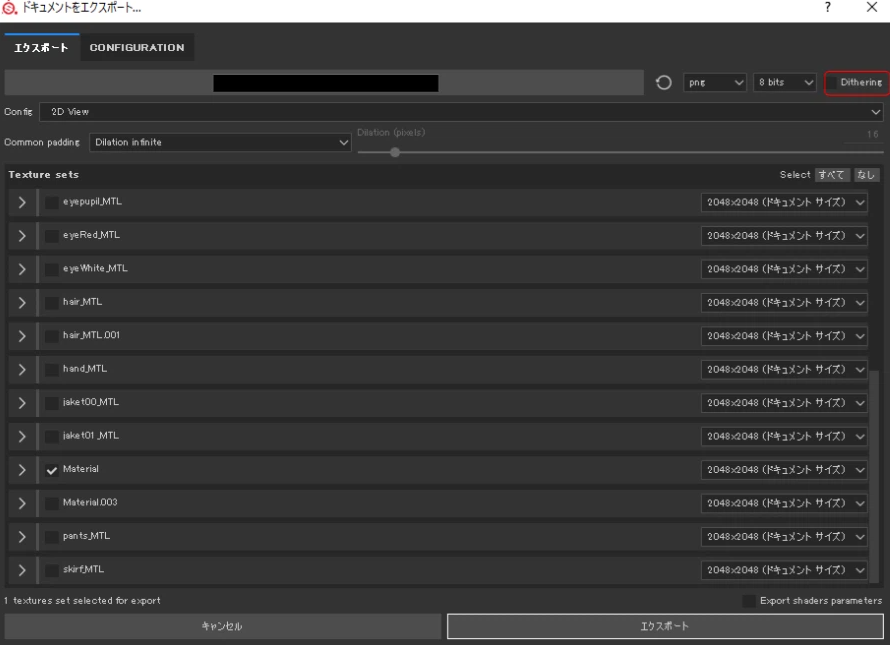 ドキュメントをエクスポート...
? ×
エクスポート CONFIGURATION
png 8 bits Dithering
Config 2D View
Common padding Dilation infinite Dilation (pixels) 16
Texture sets Select すべて なし
eyepupil_MTL 2048x2048 (ドキュメント サイズ)
eyeRed_MTL 2048x2048 (ドキュメント サイズ)
eyeWhite_MTL 2048x2048 (ドキュメント サイズ)
hair_MTL 2048x2048 (ドキュメント サイズ)
hair_MTL.001 2048x2048 (ドキュメント サイズ)
hand_MTL 2048x2048 (ドキュメント サイズ)
jaket00_MTL 2048x2048 (ドキュメント サイズ)
jaket01_MTL 2048x2048 (ドキュメント サイズ)
Material 2048x2048 (ドキュメント サイズ)
Material.003 2048x2048 (ドキュメント サイズ)
pants_MTL 2048x2048 (ドキュメント サイズ)
skirf_MTL 2048x2048 (ドキュメント サイズ)
1 textures set selected for export Export shaders parameters
キャンセル エクスポート